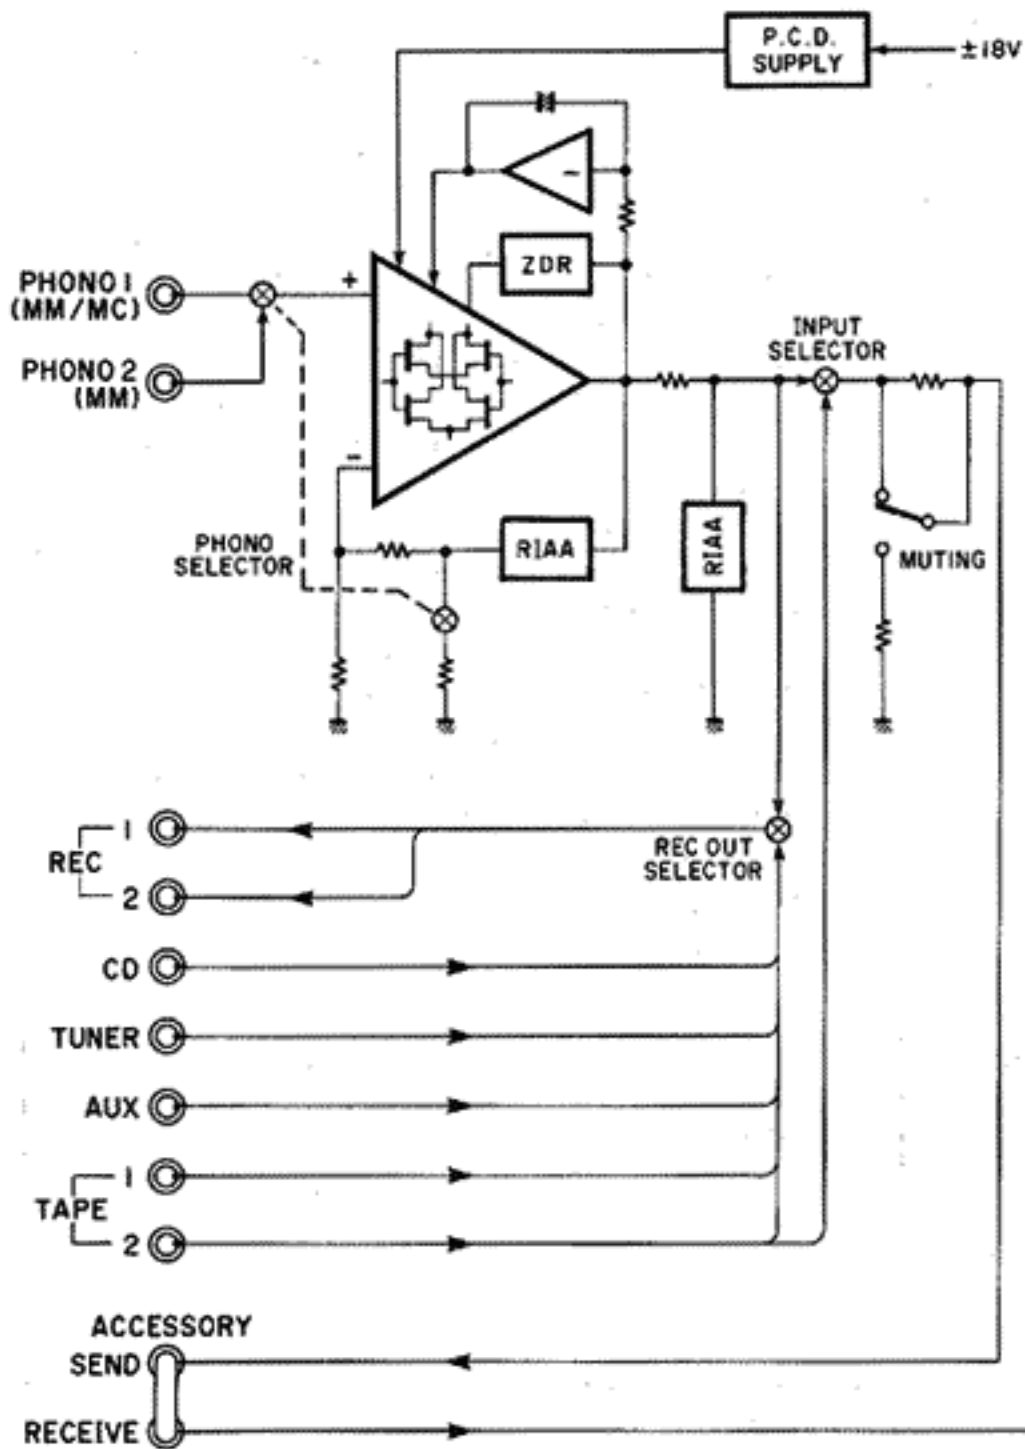 P.C.D.
SUPPLY
±18V
−
ZDR
PHONO 1
(MM/MC)
+
PHONO 2
(MM)
INPUT
SELECTOR
−
PHONO
SELECTOR
RIAA
RIAA
MUTING
1
REC
2
REC OUT
SELECTOR
CD
TUNER
AUX
1
TAPE
2
ACCESSORY
SEND
RECEIVE